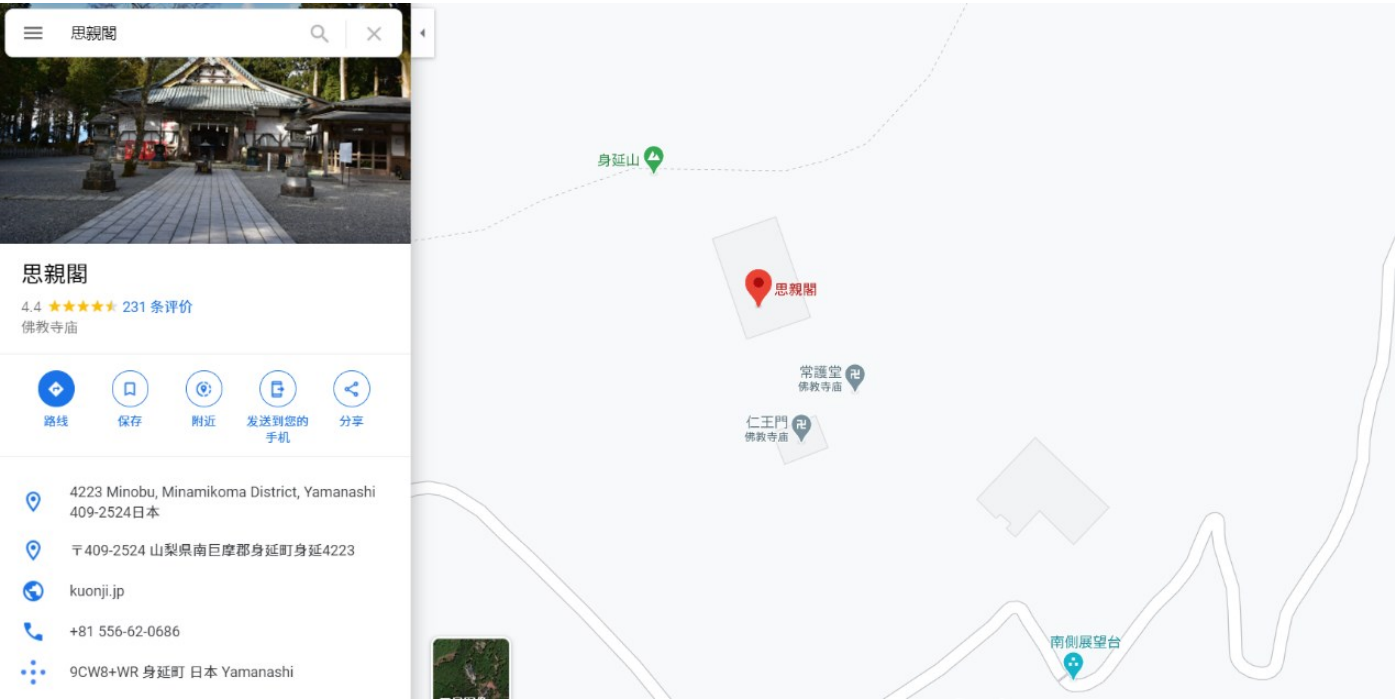 思親閣
思親閣
4.4
231 条评价
佛教寺庙
路线
保存
附近
发送到您的
手机
分享
4223 Minobu, Minamikoma District, Yamanashi
409-2524日本
〒409-2524 山梨県南巨摩郡身延町身延4223
kuonji.jp
+81 556-62-0686
9CW8+WR 身延町 日本 Yamanashi
身延山
思親閣
常護堂
佛教寺庙
仁王門
佛教寺庙
南側展望台